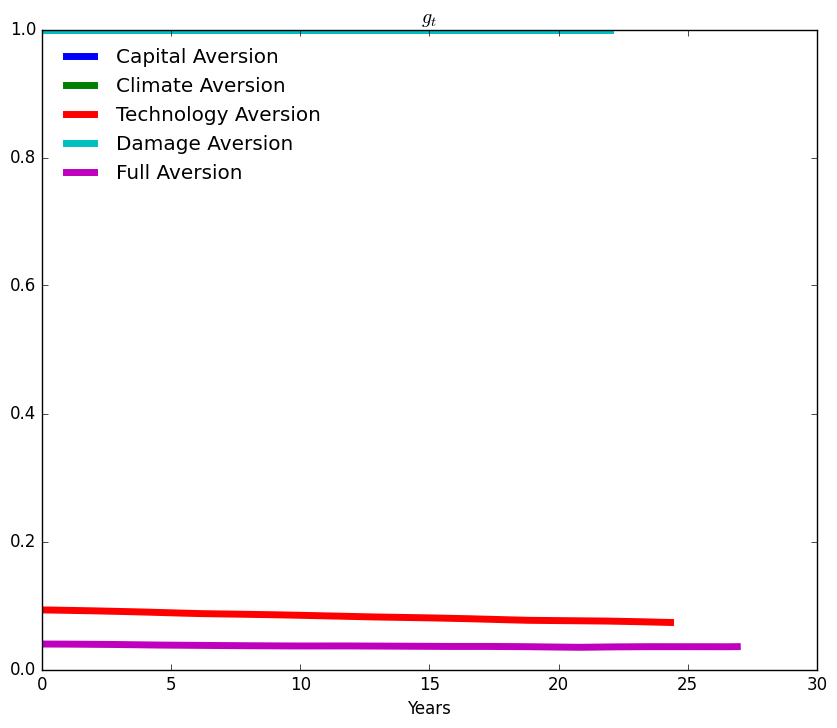 g_t
1.0
Capital Aversion
Climate Aversion
Technology Aversion
Damage Aversion
Full Aversion
0.8
0.6
0.4
0.2
0.0
0 5 10 15 20 25 30
Years